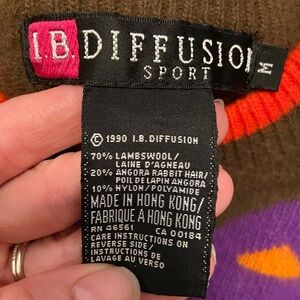 I.B. DIFFUSION
SPORT
M
© 1990 I.B. DIFFUSION
70% LAMBSWOOL/
LAINE D'AGNEAU
20% ANGORA RABBIT HAIR/
POIL DE LAPIN ANGORA
10% NYLON/POLYAMIDE
MADE IN HONG KONG/
FABRIQUE A HONG KONG
RN 46561 CA 00184
CARE INSTRUCTIONS ON
REVERSE SIDE/
INSTRUCTIONS DE
LAVAGE AU VERSO